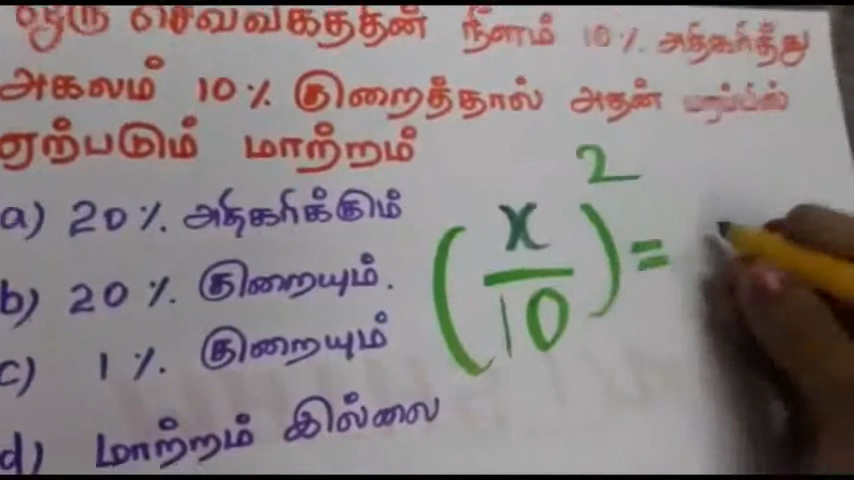 ஒரு செவ்வகத்தின் நீளம் 10%. அதிகரித்து
அகலம் 10% குறைத்தால் அதன் பரப்பில்
ஏற்படும் மாற்றம்
a) 20%. அதிகரிக்கும்
b) 20 %. குறையும்.
c) 1 %. குறையும்
d) மாற்றம் இல்லை
(x/10)² =